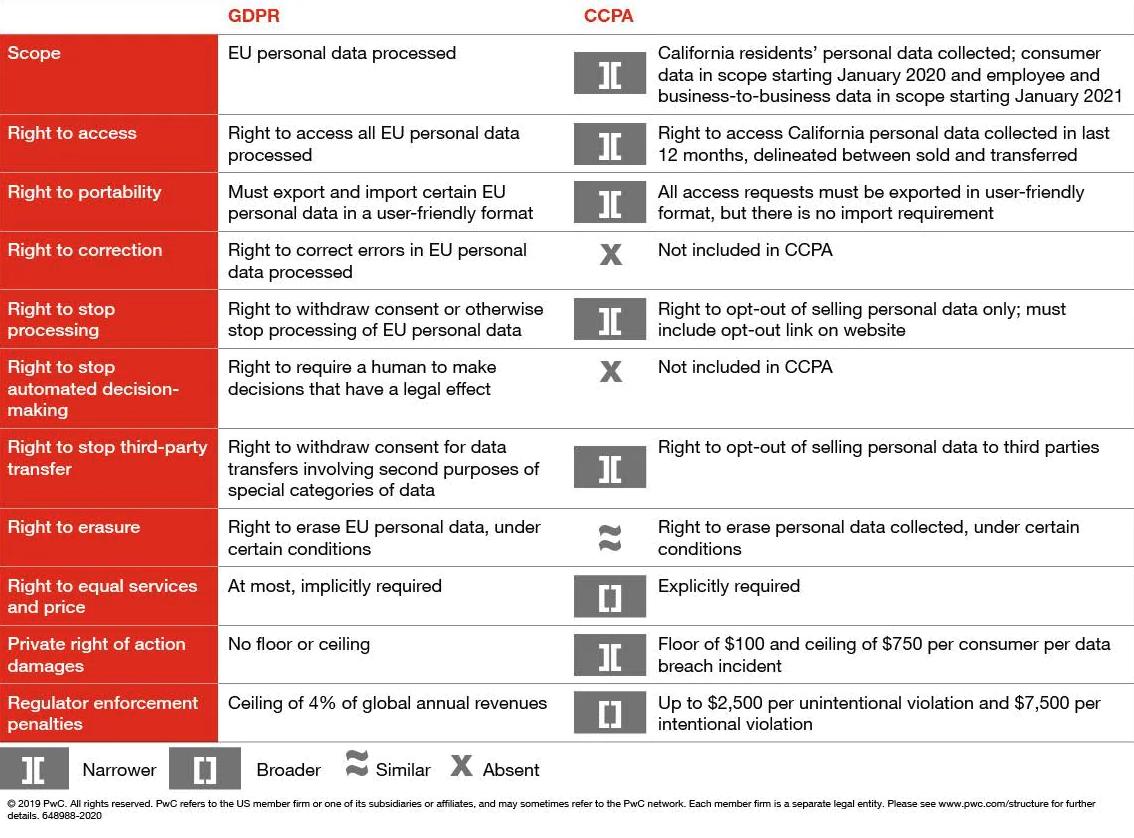 GDPR CCPA
Scope
EU personal data processed
California residents’ personal data collected; consumer
data in scope starting January 2020 and employee and
business-to-business data in scope starting January 2021
Right to access
Right to access all EU personal data
processed
Right to access California personal data collected in last
12 months, delineated between sold and transferred
Right to portability
Must export and import certain EU
personal data in a user-friendly format
All access requests must be exported in user-friendly
format, but there is no import requirement
Right to correction
Right to correct errors in EU personal
data processed
X
Not included in CCPA
Right to stop
processing
Right to withdraw consent or otherwise
stop processing of EU personal data
Right to opt-out of selling personal data only; must
include opt-out link on website
Right to stop
automated decision-
making
Right to require a human to make
decisions that have a legal effect
X
Not included in CCPA
Right to stop third-party
transfer
Right to withdraw consent for data
transfers involving second purposes of
special categories of data
Right to opt-out of selling personal data to third parties
Right to erasure
Right to erase EU personal data, under
certain conditions
Right to erase personal data collected, under certain
conditions
Right to equal services
and price
At most, implicitly required
Explicitly required
Private right of action
damages
No floor or ceiling
Floor of $100 and ceiling of $750 per consumer per data
breach incident
Regulator enforcement
penalties
Ceiling of 4% of global annual revenues
Up to $2,500 per unintentional violation and $7,500 per
intentional violation
Narrower Broader Similar X Absent
© 2019 PwC. All rights reserved. PwC refers to the US member firm or one of its subsidiaries or affiliates, and may sometimes refer to the PwC network. Each member firm is a separate legal entity. Please see www.pwc.com/structure for further
details. 648988-2020